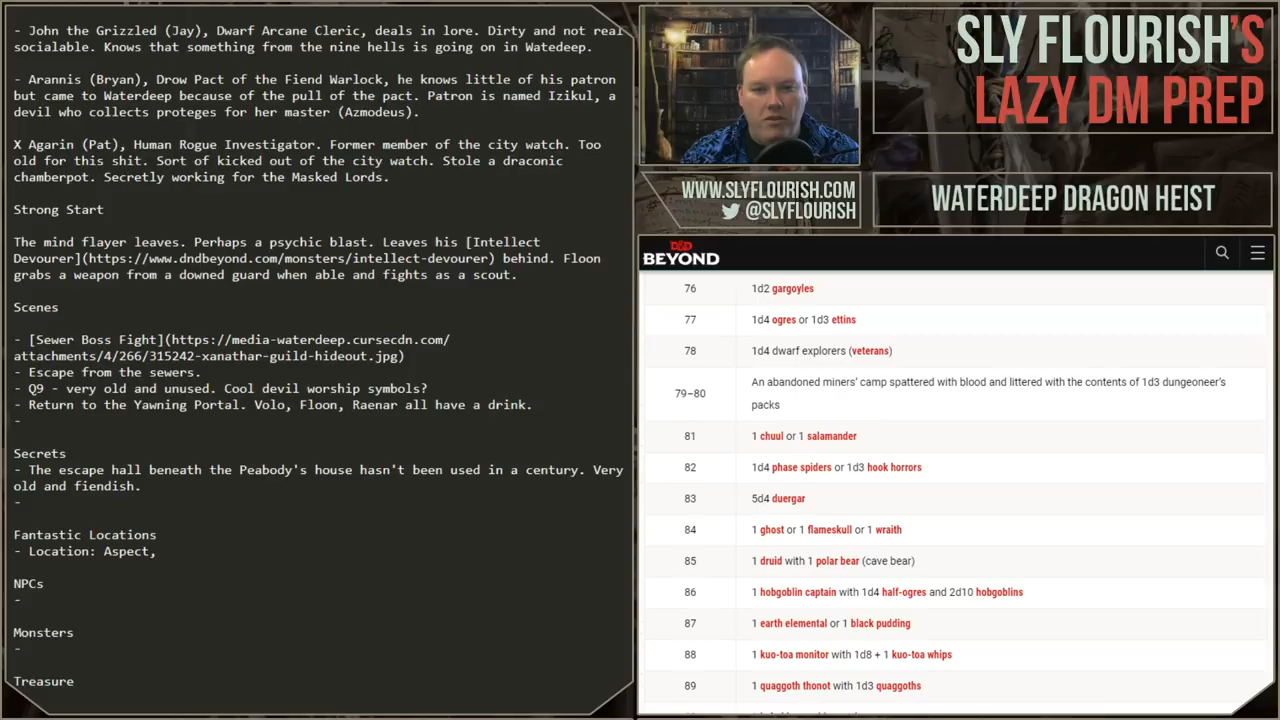 - John the Grizzled (Jay), Dwarf Arcane Cleric, deals in lore. Dirty and not real
socialable. Knows that something from the nine hells is going on in Watedeep.
- Arannis (Bryan), Drow Pact of the Fiend Warlock, he knows little of his patron
but came to Waterdeep because of the pull of the pact. Patron is named Izikul, a
devil who collects proteges for her master (Azmodeus).
X Agarin (Pat), Human Rogue Investigator. Former member of the city watch. Too
old for this shit. Sort of kicked out of the city watch. Stole a draconic
chamberpot. Secretly working for the Masked Lords.
Strong Start
The mind flayer leaves. Perhaps a psychic blast. Leaves his [Intellect
Devourer](https://www.dndbeyond.com/monsters/intellect-devourer) behind. Floon
grabs a weapon from a downed guard when able and fights as a scout.
Scenes
- [Sewer Boss Fight](https://media-waterdeep.cursecdn.com/
attachments/4/266/315242-xanathar-guild-hideout.jpg)
- Escape from the sewers.
- Q9 - very old and unused. Cool devil worship symbols?
- Return to the Yawning Portal. Volo, Floon, Raenar all have a drink.
-
Secrets
- The escape hall beneath the Peabody's house hasn't been used in a century. Very
old and fiendish.
-
Fantastic Locations
- Location: Aspect,
NPCs
-
Monsters
-
Treasure
SLY FLOURISH'S
LAZY DM PREP
WWW.SLYFLOURISH.COM
@SLYFLOURISH
WATERDEEP DRAGON HEIST
D&D
BEYOND
76 1d2 gargoyles
77 1d4 ogres or 1d3 ettins
78 1d4 dwarf explorers (veterans)
79–80 An abandoned miners' camp spattered with blood and littered with the contents of 1d3 dungeoneer's
packs
81 1 chuul or 1 salamander
82 1d4 phase spiders or 1d3 hook horrors
83 5d4 duergar
84 1 ghost or 1 flameskull or 1 wraith
85 1 druid with 1 polar bear (cave bear)
86 1 hobgoblin captain with 1d4 half-ogres and 2d10 hobgoblins
87 1 earth elemental or 1 black pudding
88 1 kuo-toa monitor with 1d8 + 1 kuo-toa whips
89 1 quaggoth thonot with 1d3 quaggoths